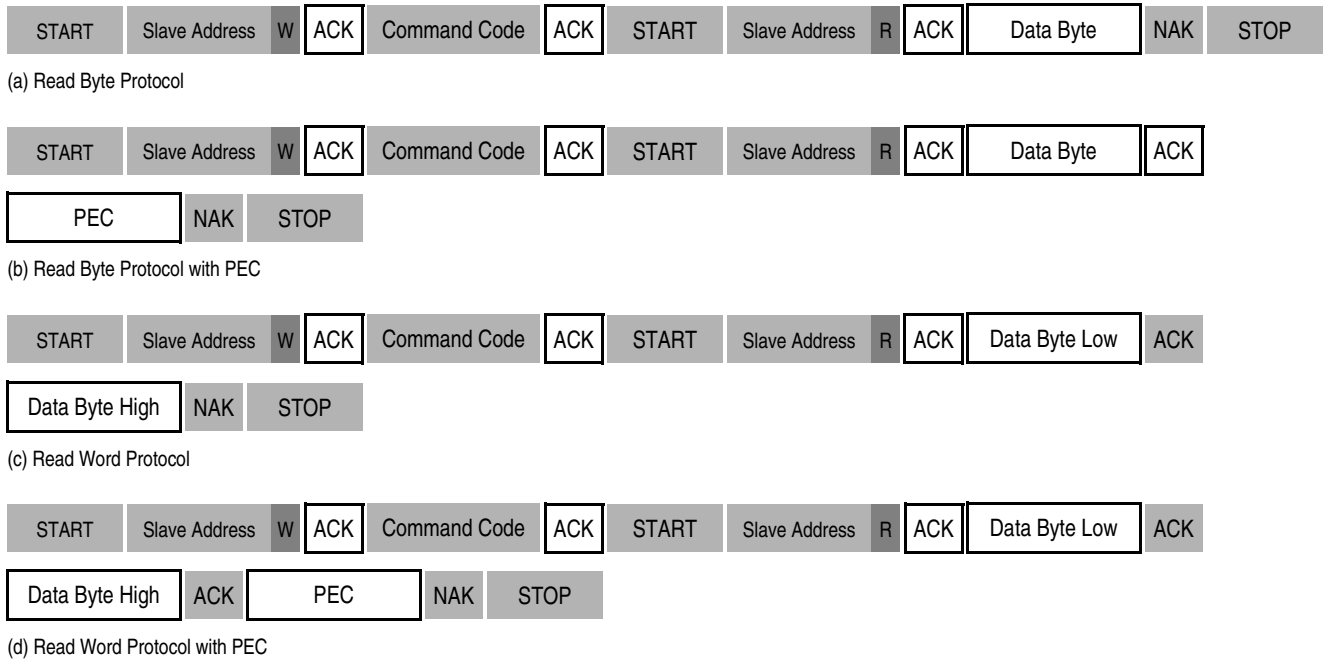 START Slave Address W ACK Command Code ACK START Slave Address R ACK Data Byte NAK STOP
(a) Read Byte Protocol
START Slave Address W ACK Command Code ACK START Slave Address R ACK Data Byte ACK
PEC NAK STOP
(b) Read Byte Protocol with PEC
START Slave Address W ACK Command Code ACK START Slave Address R ACK Data Byte Low ACK
Data Byte High NAK STOP
(c) Read Word Protocol
START Slave Address W ACK Command Code ACK START Slave Address R ACK Data Byte Low ACK
Data Byte High ACK PEC NAK STOP
(d) Read Word Protocol with PEC